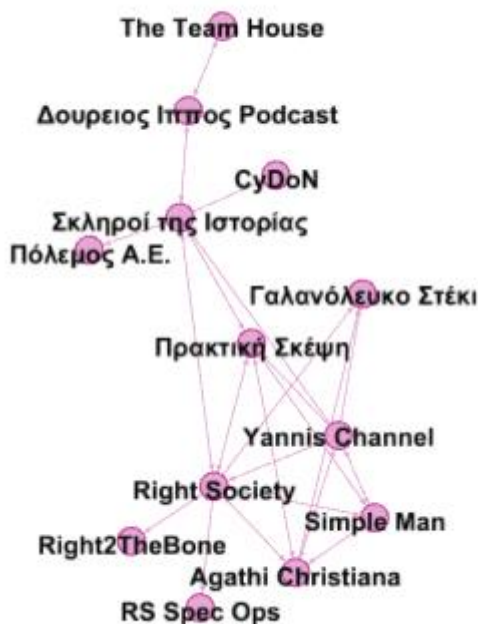 The Team House
Δουρειος Ιππος Podcast
CyDoN
Σκληροί της Ιστορίας
Πόλεμος Α.Ε.
Γαλανόλευκο Στέκι
Πρακτική Σκέψη
Yannis Channel
Right Society
Simple Man
Right2TheBone
Agathi Christiana
RS Spec Ops